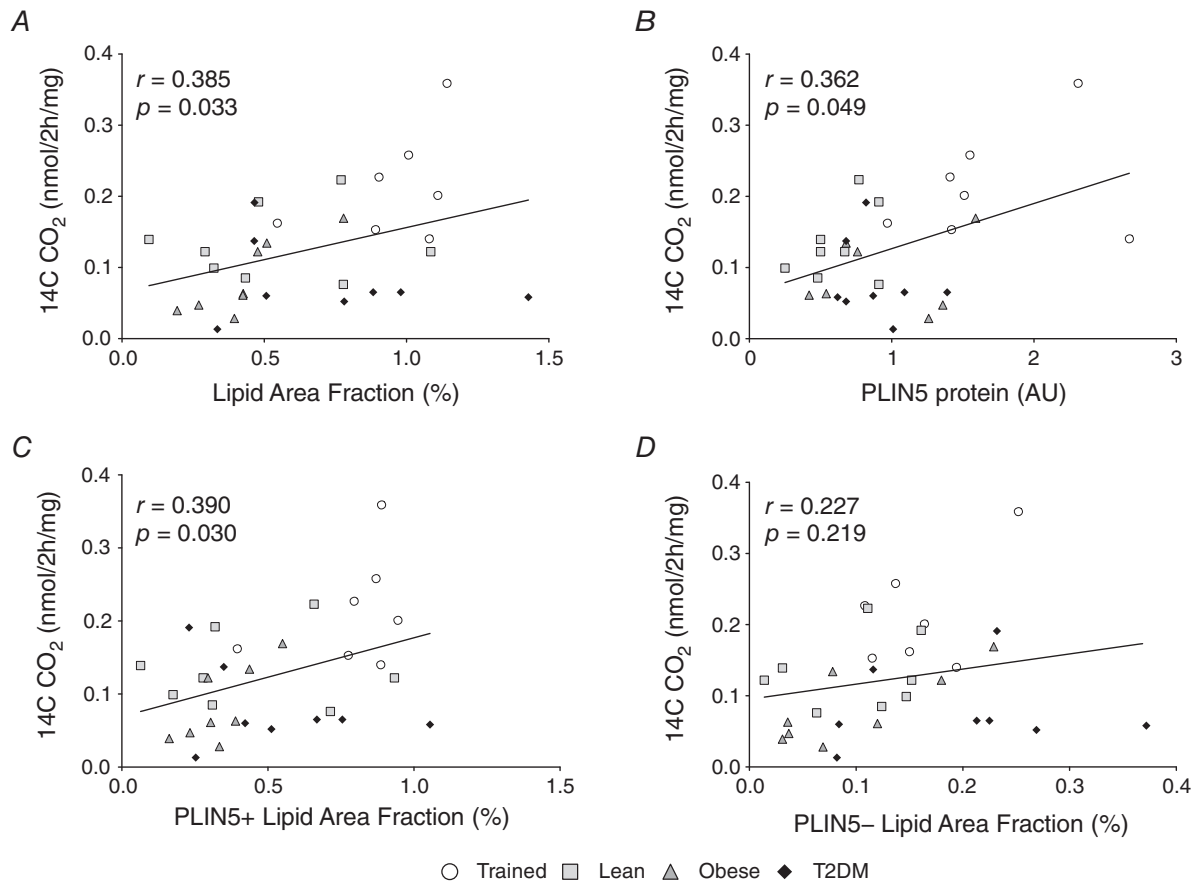 A
14C CO2 (nmol/2h/mg)
0.4
0.3
0.2
0.1
0.0
r = 0.385
p = 0.033
0.0 0.5 1.0 1.5
Lipid Area Fraction (%)
B
14C CO2 (nmol/2h/mg)
0.4
0.3
0.2
0.1
0.0
r = 0.362
p = 0.049
0 1 2 3
PLIN5 protein (AU)
C
14C CO2 (nmol/2h/mg)
0.4
0.3
0.2
0.1
0.0
r = 0.390
p = 0.030
0.0 0.5 1.0 1.5
PLIN5+ Lipid Area Fraction (%)
D
14C CO2 (nmol/2h/mg)
0.4
0.3
0.2
0.1
0.0
r = 0.227
p = 0.219
0.0 0.1 0.2 0.3 0.4
PLIN5– Lipid Area Fraction (%)
Trained Lean Obese T2DM